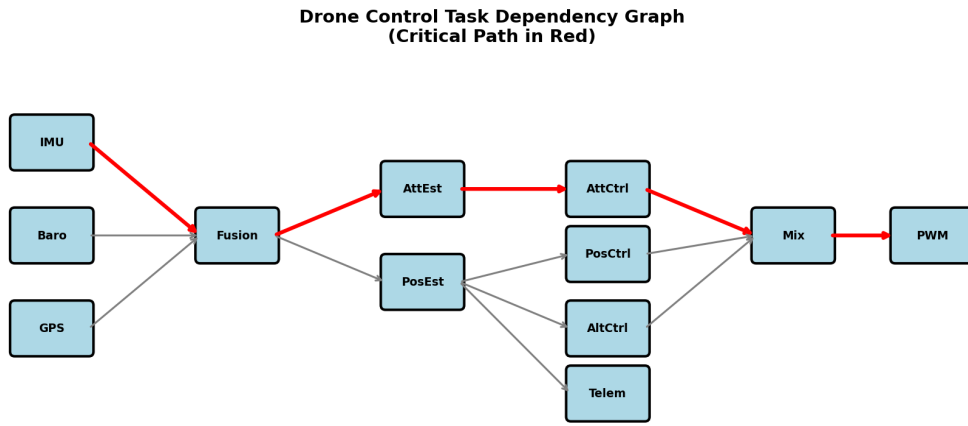 Drone Control Task Dependency Graph
(Critical Path in Red)
IMU
Baro
GPS
Fusion
AttEst
PosEst
AttCtrl
PosCtrl
AltCtrl
Telem
Mix
PWM